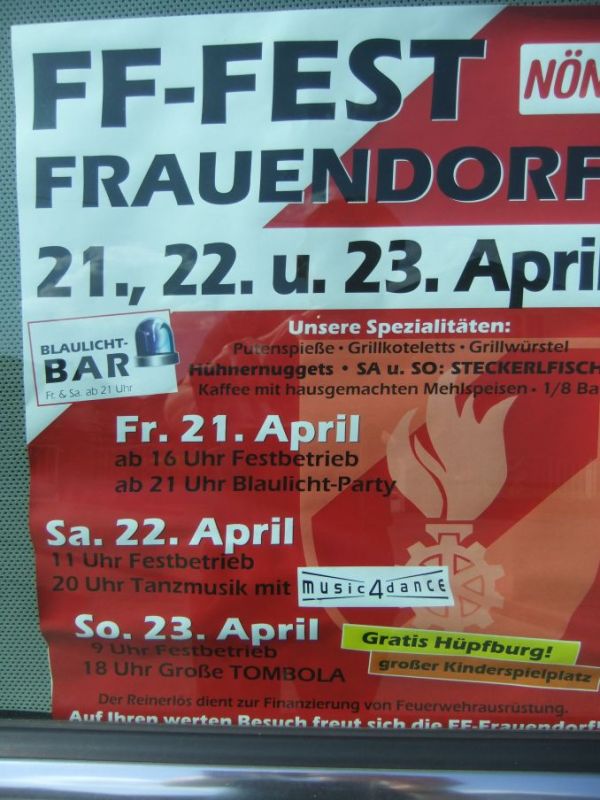 FF-FEST
NÖN
FRAUENDORF
21., 22. u. 23. April
BLAULICHT-
BAR
Fr. & Sa. ab 21 Uhr
Unsere Spezialitäten:
Putenspieße • Grillkoteletts • Grillwürstel
Hühnernuggets • SA u. SO: STECKERLFISCH
Kaffee mit hausgemachten Mehlspeisen • 1/8 Ba
Fr. 21. April
ab 16 Uhr Festbetrieb
ab 21 Uhr Blaulicht-Party
Sa. 22. April
11 Uhr Festbetrieb
20 Uhr Tanzmusik mit music4dance
So. 23. April
9 Uhr Festbetrieb
18 Uhr Große TOMBOLA
Gratis Hüpfburg!
großer Kinderspielplatz
Der Reinerlös dient zur Finanzierung von Feuerwehrausrüstung.
Auf Ihren werten Besuch freut sich die FF-Frauendorf!